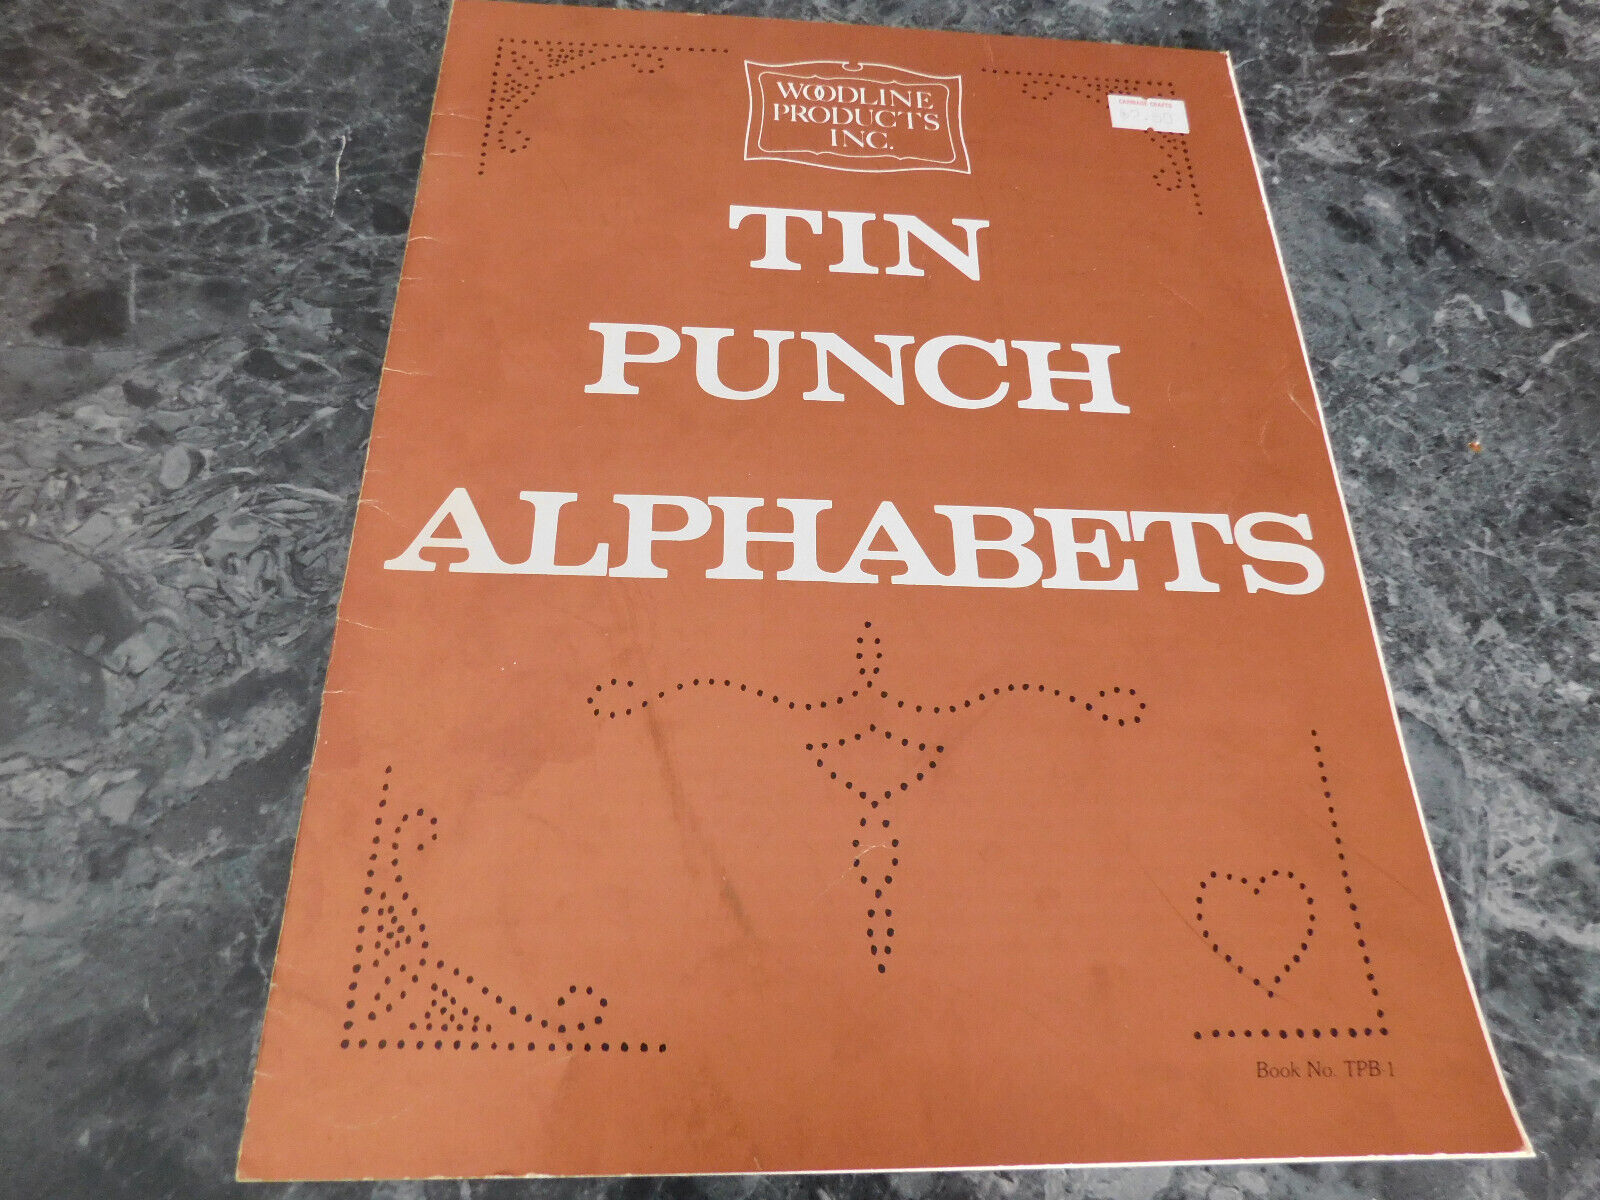 WOODLINE
PRODUCTS
INC.
TIN
PUNCH
ALPHABETS
Book No. TPB-1